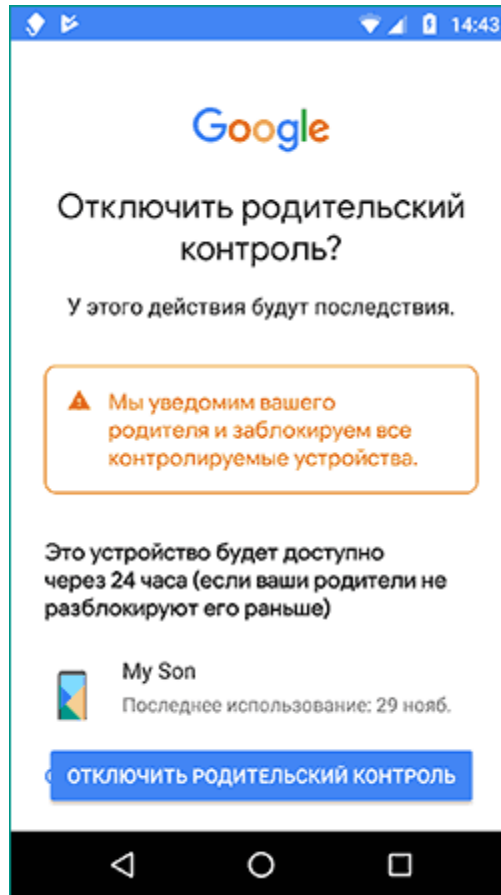 14:43
Google
Отключить родительский
контроль?
У этого действия будут последствия.
Мы уведомим вашего
родителя и заблокируем все
контролируемые устройства.
Это устройство будет доступно
через 24 часа (если ваши родители не
разблокируют его раньше)
My Son
Последнее использование: 29 нояб.
ОТКЛЮЧИТЬ РОДИТЕЛЬСКИЙ КОНТРОЛЬ